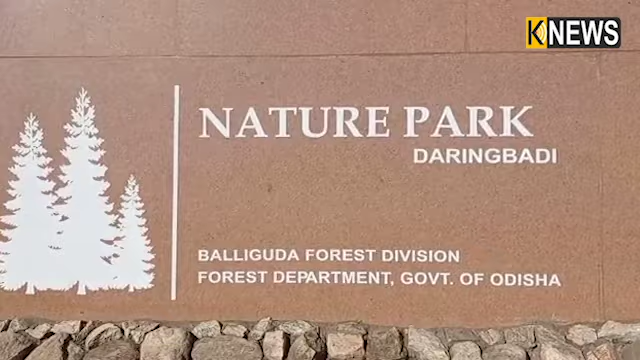 KNEWS
NATURE PARK
DARINGBADI
BALLIGUDA FOREST DIVISION
FOREST DEPARTMENT, GOVT. OF ODISHA